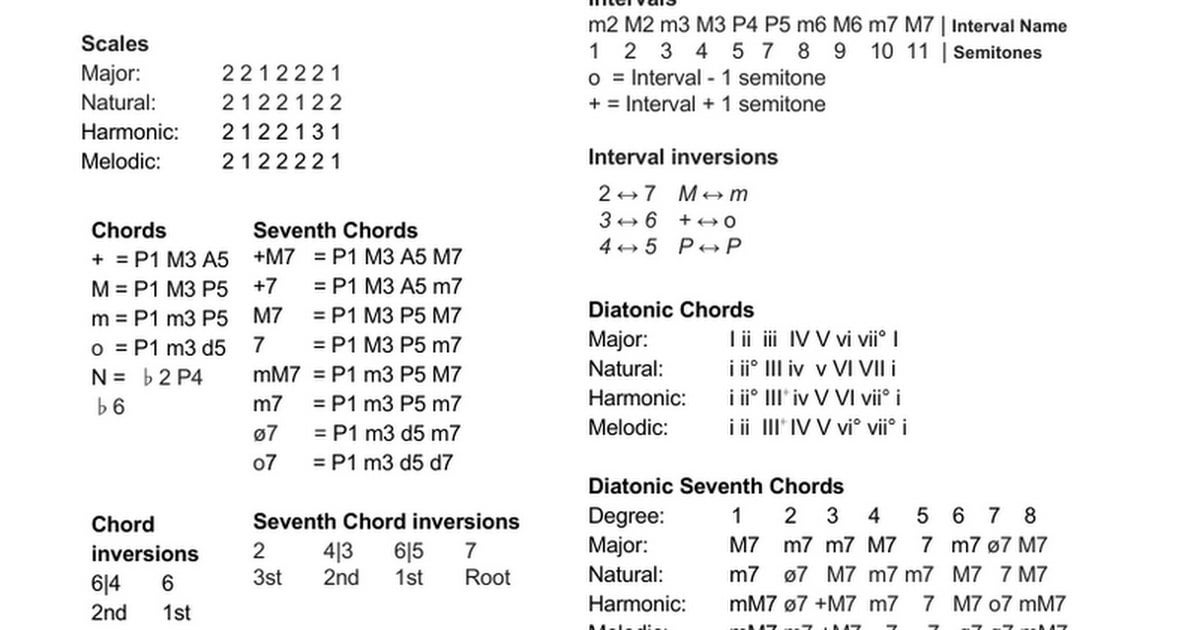 Scales
Major: 2 2 1 2 2 2 1
Natural: 2 1 2 2 1 2 2
Harmonic: 2 1 2 2 1 3 1
Melodic: 2 1 2 2 2 2 1
Chords
+ = P1 M3 A5
M = P1 M3 P5
m = P1 m3 P5
o = P1 m3 d5
N = ♭2 P4
♭6
Seventh Chords
+M7 = P1 M3 A5 M7
+7 = P1 M3 A5 m7
M7 = P1 M3 P5 M7
7 = P1 M3 P5 m7
mM7 = P1 m3 P5 M7
m7 = P1 m3 P5 m7
ø7 = P1 m3 d5 m7
o7 = P1 m3 d5 d7
Chord
inversions
6|4 6
2nd 1st
Seventh Chord inversions
2 4|3 6|5 7
3st 2nd 1st Root
Intervals
m2 M2 m3 M3 P4 P5 m6 M6 m7 M7 | Interval Name
1 2 3 4 5 7 8 9 10 11 | Semitones
o = Interval - 1 semitone
+ = Interval + 1 semitone
Interval inversions
2 ↔ 7 M ↔ m
3 ↔ 6 + ↔ o
4 ↔ 5 P ↔ P
Diatonic Chords
Major: I ii iii IV V vi vii° I
Natural: i ii° III iv v VI VII i
Harmonic: i ii° III⁺ iv V VI vii° i
Melodic: i ii III⁺ IV V vi° vii° i
Diatonic Seventh Chords
Degree: 1 2 3 4 5 6 7 8
Major: M7 m7 m7 M7 7 m7 ø7 M7
Natural: m7 ø7 M7 m7 m7 M7 7 M7
Harmonic: mM7 ø7 +M7 m7 7 M7 o7 mM7
Melodic: mM7 m7 +M7 7 7 ø7 ø7 mM7